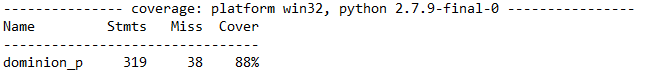 --------------- coverage: platform win32, python 2.7.9-final-0 ----------------
Name         Stmts   Miss  Cover
--------------------------------
dominion_p     319     38    88%